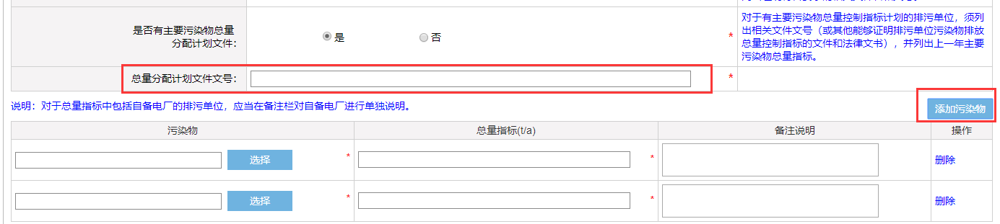 是否有主要污染物总量
分配计划文件：
是
否
*
对于有主要污染物总量控制指标计划的排污单位，须列
出相关文件文号（或其他能够证明排污单位污染物排放
总量控制指标的文件和法律文书），并列出上一年主要
污染物总量指标。
总量分配计划文件文号：
*
说明：对于总量指标中包括自备电厂的排污单位，应当在备注栏对自备电厂进行单独说明。
添加污染物
污染物 总量指标(t/a) 备注说明 操作
选择 * * 删除
选择 * * 删除